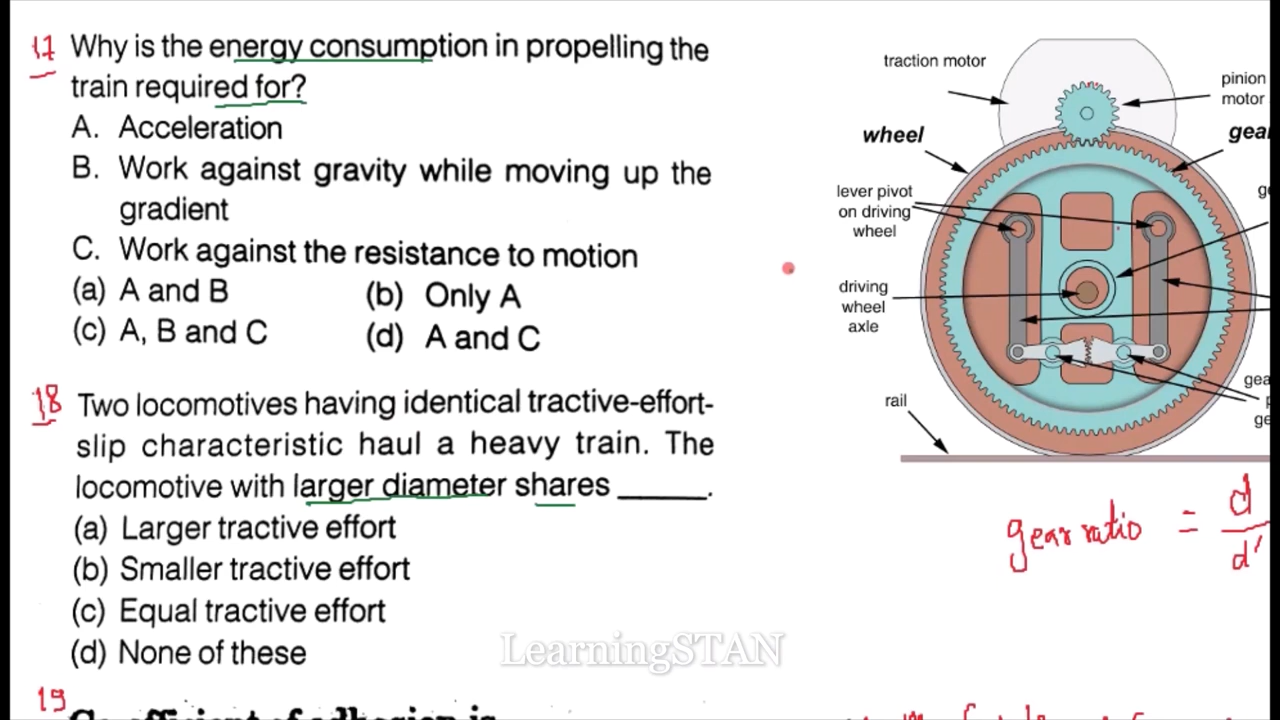 17 Why is the energy consumption in propelling the
train required for?
A. Acceleration
B. Work against gravity while moving up the
gradient
C. Work against the resistance to motion
(a) A and B (b) Only A
(c) A, B and C (d) A and C
18 Two locomotives having identical tractive-effort-
slip characteristic haul a heavy train. The
locomotive with larger diameter shares ______.
(a) Larger tractive effort
(b) Smaller tractive effort
(c) Equal tractive effort
(d) None of these
19
traction motor
pinion
motor
wheel
gea
lever pivot
on driving
wheel
driving
wheel
axle
rail
gea
ge
gear ratio = d
d'
LearningSTAN